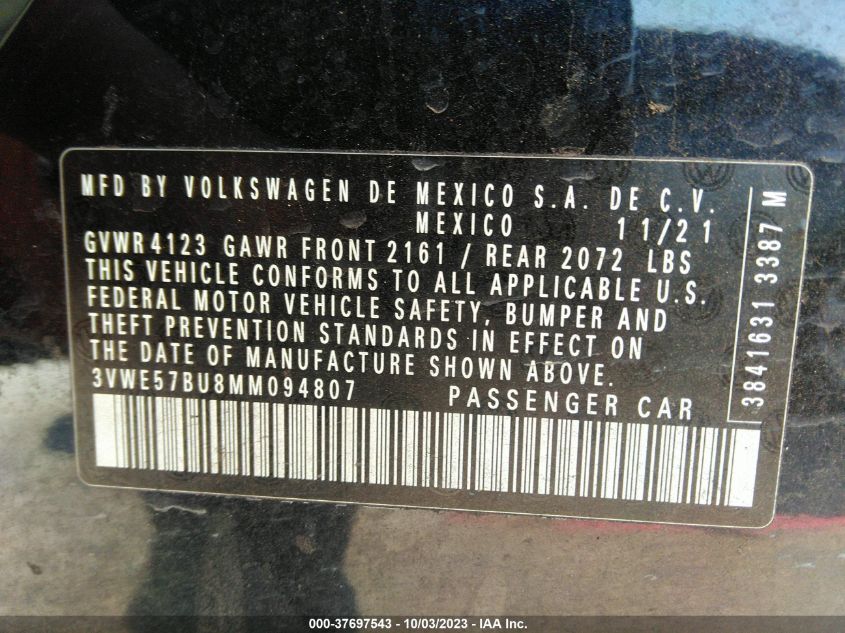 MFD BY VOLKSWAGEN DE MEXICO S.A. DE C.V.
MEXICO 11/21
GVWR 4123 GAWR FRONT 2161 / REAR 2072 LBS
THIS VEHICLE CONFORMS TO ALL APPLICABLE U.S.
FEDERAL MOTOR VEHICLE SAFETY, BUMPER AND
THEFT PREVENTION STANDARDS IN EFFECT ON
THE DATE OF MANUFACTURE SHOWN ABOVE.
3VWE57BU8MM094807 PASSENGER CAR
3841631 3387 M
000-37697543 - 10/03/2023 - IAA Inc.